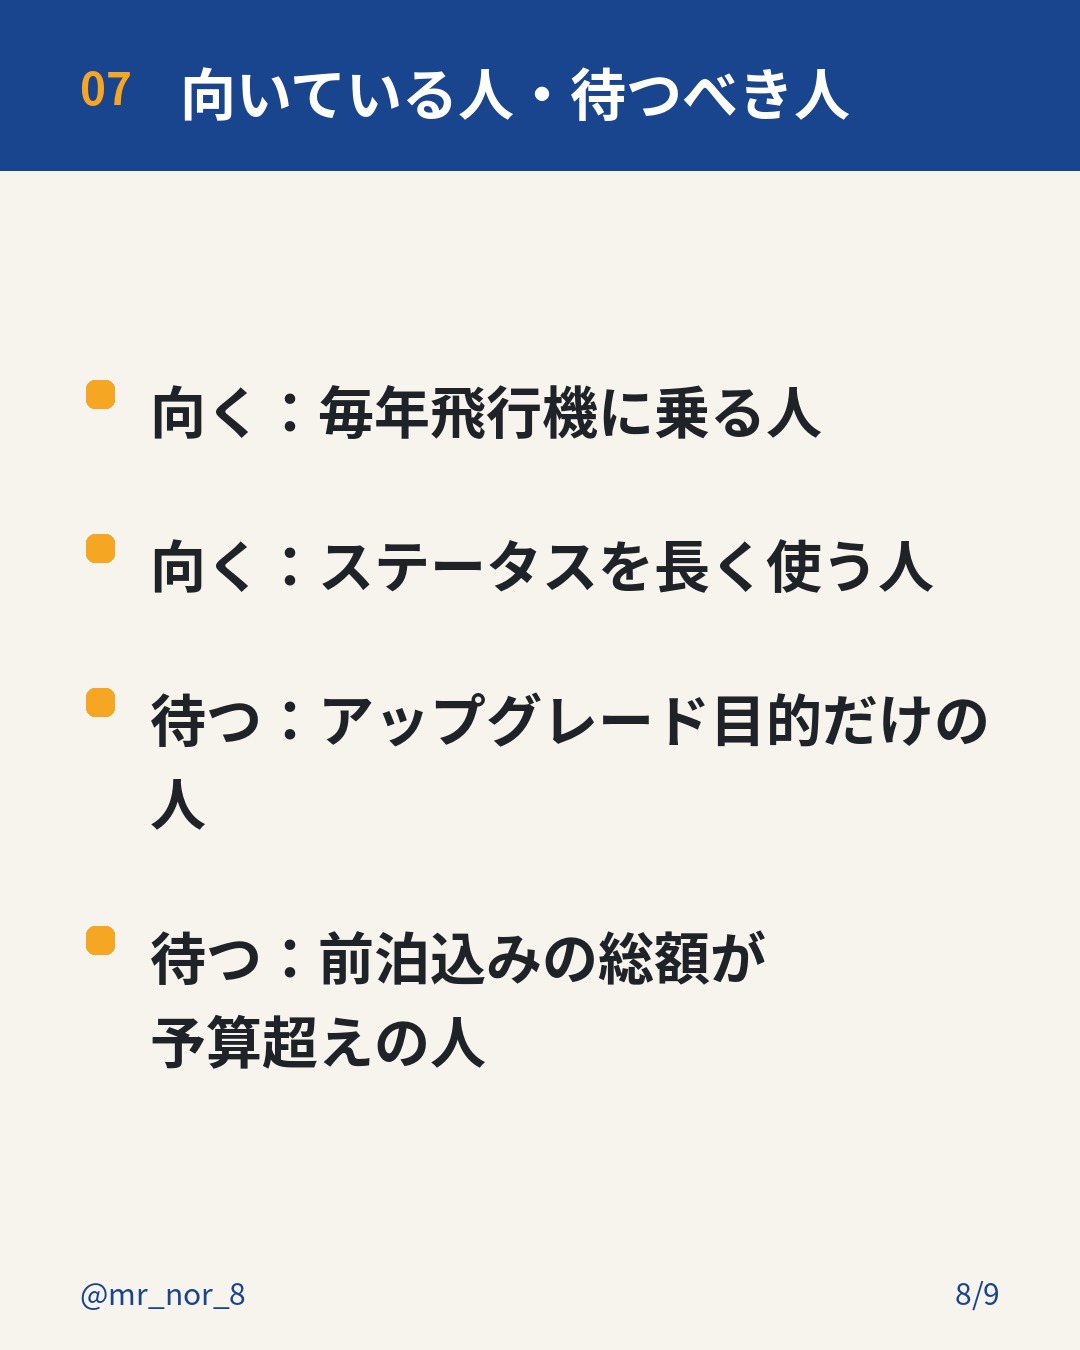 07 向いている人・待つべき人
向く：毎年飛行機に乗る人
向く：ステータスを長く使う人
待つ：アップグレード目的だけの
人
待つ：前泊込みの総額が
予算超えの人
@mr_nor_8 8/9